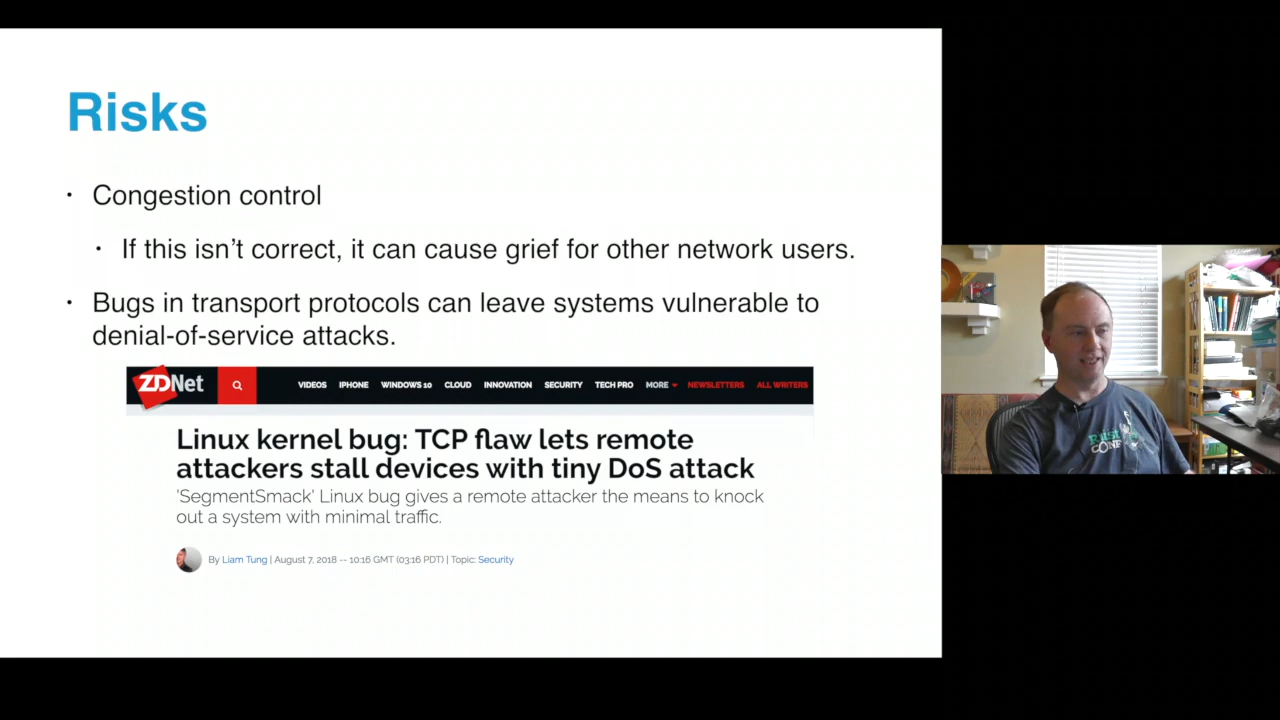 Risks
• Congestion control
• If this isn’t correct, it can cause grief for other network users.
• Bugs in transport protocols can leave systems vulnerable to
denial-of-service attacks.
ZDNet VIDEOS IPHONE WINDOWS 10 CLOUD INNOVATION SECURITY TECH PRO MORE NEWSLETTERS ALL WRITERS
Linux kernel bug: TCP flaw lets remote
attackers stall devices with tiny DoS attack
'SegmentSmack' Linux bug gives a remote attacker the means to knock
out a system with minimal traffic.
By Liam Tung | August 7, 2018 -- 10:16 GMT (03:16 PDT) | Topic: Security
Rust
CONF